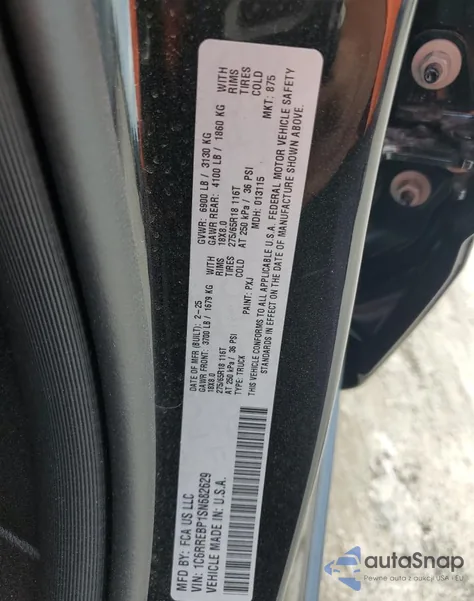 MFD BY: FCA US LLC
DATE OF MFR (BUILT): 2-25
GVWR: 6900 LB / 3130 KG
GAWR FRONT: 3700 LB / 1679 KG WITH
GAWR REAR: 4100 LB / 1860 KG WITH
18X8.0 RIMS
18X8.0 RIMS
275/65R18 116T TIRES
275/65R18 116T TIRES
AT 250 kPa / 36 PSI COLD
AT 250 kPa / 36 PSI COLD
TYPE: TRUCK
PAINT: PXJ
MDH: 013115
MKT: 875
THIS VEHICLE CONFORMS TO ALL APPLICABLE U.S.A. FEDERAL MOTOR VEHICLE SAFETY
STANDARDS IN EFFECT ON THE DATE OF MANUFACTURE SHOWN ABOVE.
VIN: 1C6RREBP1SN682629
VEHICLE MADE IN: U.S.A.
autaSnap
Pewne auto z aukcji USA